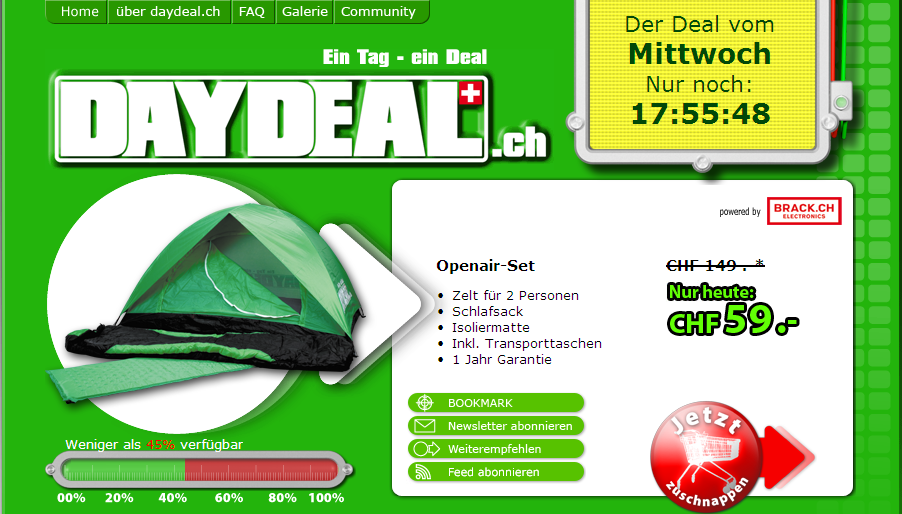 Home über daydeal.ch FAQ Galerie Community
Der Deal vom
Mittwoch
Nur noch:
17:55:48
Ein Tag - ein Deal
DAYDEAL.ch
powered by BRACK.CH
ELECTRONICS
Openair-Set
CHF 149.- *
Nur heute:
CHF 59.-
• Zelt für 2 Personen
• Schlafsack
• Isoliermatte
• Inkl. Transporttaschen
• 1 Jahr Garantie
BOOKMARK
Newsletter abonnieren
Weiterempfehlen
Feed abonnieren
Jetzt
zuschnappen
Weniger als 45% verfügbar
00% 20% 40% 60% 80% 100%